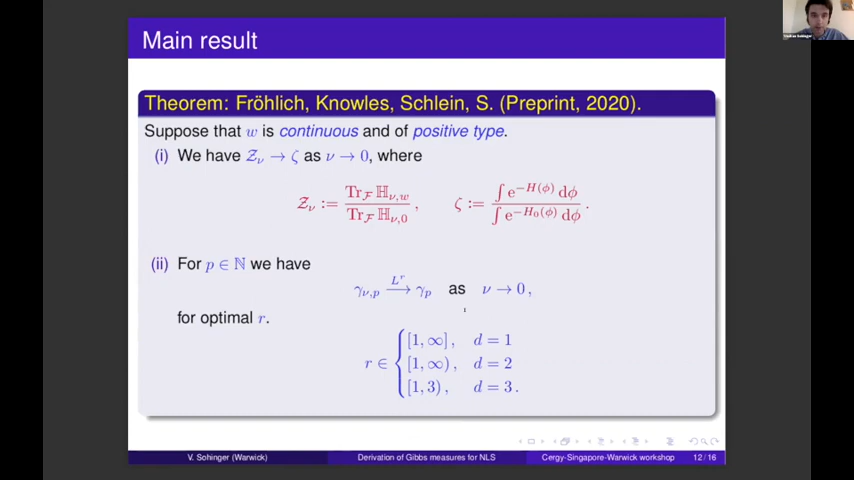 Main result
Theorem: Fröhlich, Knowles, Schlein, S. (Preprint, 2020).
Suppose that w is continuous and of positive type.
(i) We have 𝒵_ν → ζ as ν → 0, where
𝒵_ν := Tr_ℱ ℍ_{ν,w} / Tr_ℱ ℍ_{ν,0} , ζ := ∫ e^{−H(ϕ)} dϕ / ∫ e^{−H_0(ϕ)} dϕ .
(ii) For p ∈ ℕ we have
γ_{ν,p} —L^r→ γ_p as ν → 0 ,
for optimal r.
r ∈ { [1, ∞] , d = 1
[1, ∞) , d = 2
[1, 3) , d = 3 .
V. Sohinger (Warwick) Derivation of Gibbs measures for NLS Cergy-Singapore-Warwick workshop 12 / 16